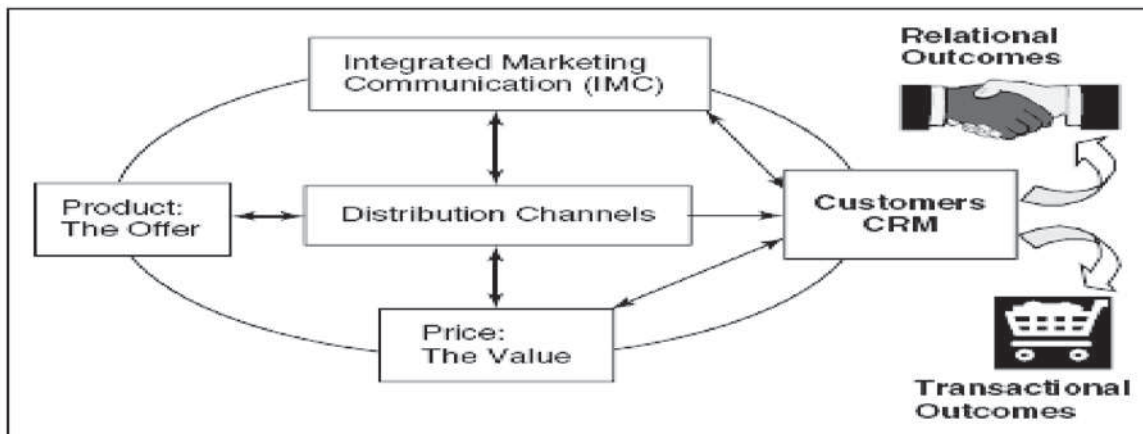 Integrated Marketing
Communication (IMC)
Relational
Outcomes
Product:
The Offer
Distribution Channels
Customers
CRM
Price:
The Value
Transactional
Outcomes